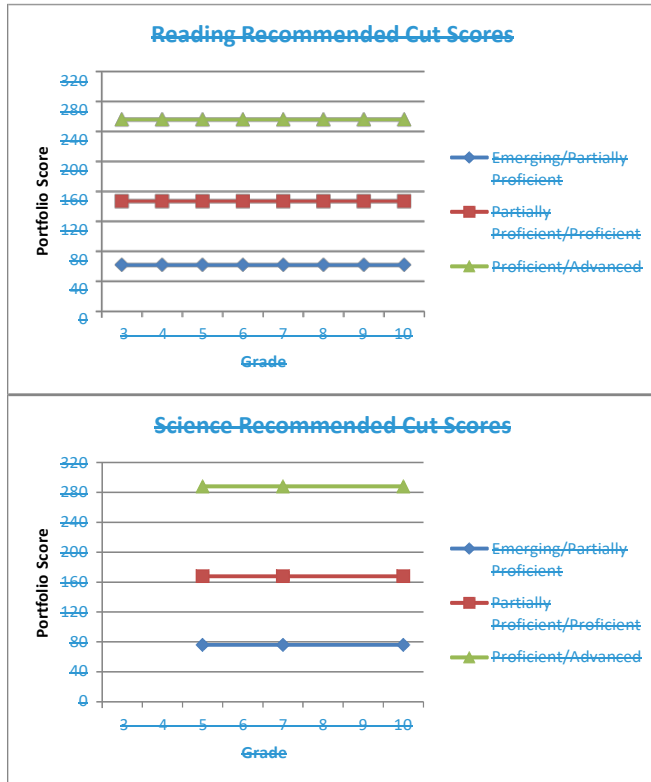 Reading Recommended Cut Scores
320
280
240
200
160
120
80
40
0
Portfolio Score
3 4 5 6 7 8 9 10
Grade
Emerging/Partially
Proficient
Partially
Proficient/Proficient
Proficient/Advanced
Science Recommended Cut Scores
320
280
240
200
160
120
80
40
0
Portfolio Score
3 4 5 7 10
Grade
Emerging/Partially
Proficient
Partially
Proficient/Proficient
Proficient/Advanced